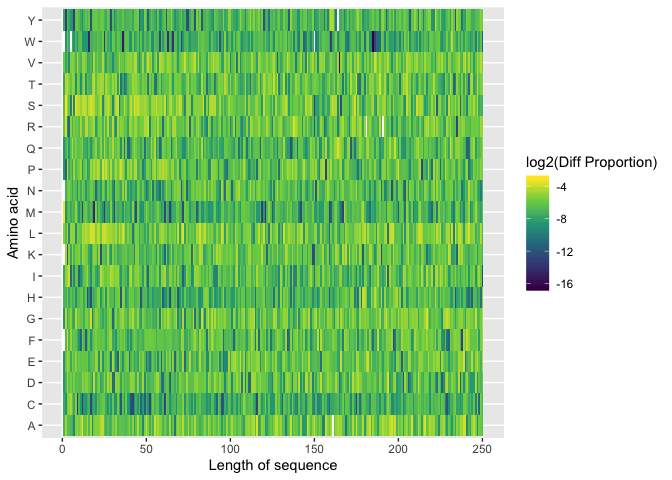 Amino acid
Y
W
V
T
S
R
Q
P
N
M
L
K
I
H
G
F
E
D
C
A
0 50 100 150 200 250
Length of sequence
log2(Diff Proportion)
-4
-8
-12
-16